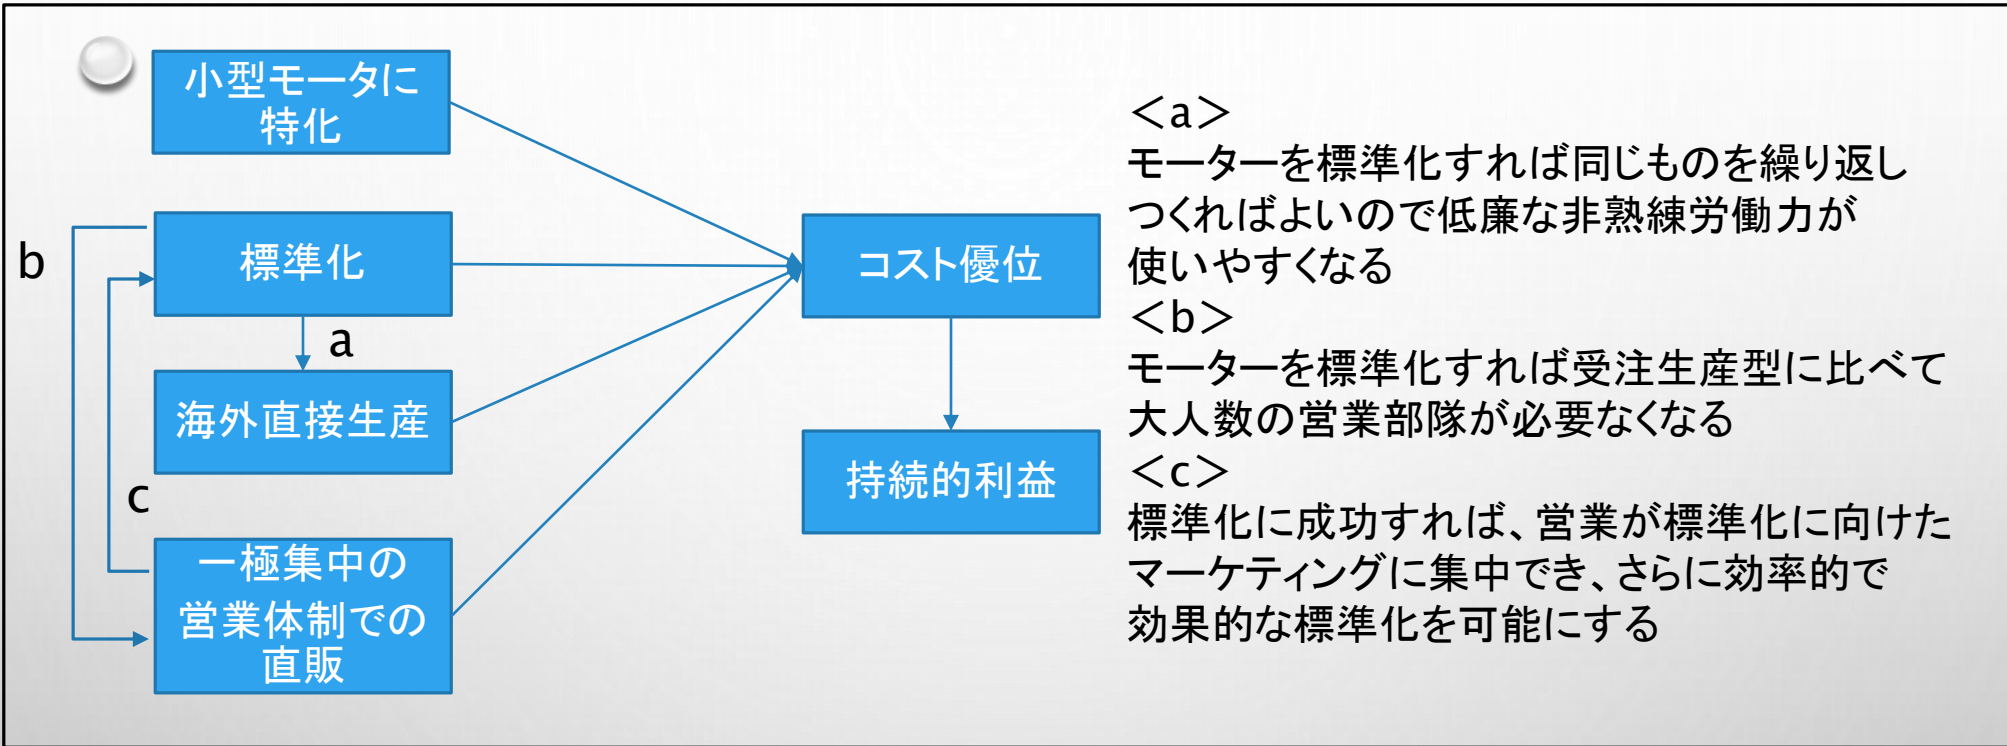 小型モータに
特化
標準化
海外直接生産
一極集中の
営業体制での
直販
b
a
c
コスト優位
持続的利益
＜a＞
モーターを標準化すれば同じものを繰り返し
つくればよいので低廉な非熟練労働力が
使いやすくなる
＜b＞
モーターを標準化すれば受注生産型に比べて
大人数の営業部隊が必要なくなる
＜c＞
標準化に成功すれば、営業が標準化に向けた
マーケティングに集中でき、さらに効率的で
効果的な標準化を可能にする